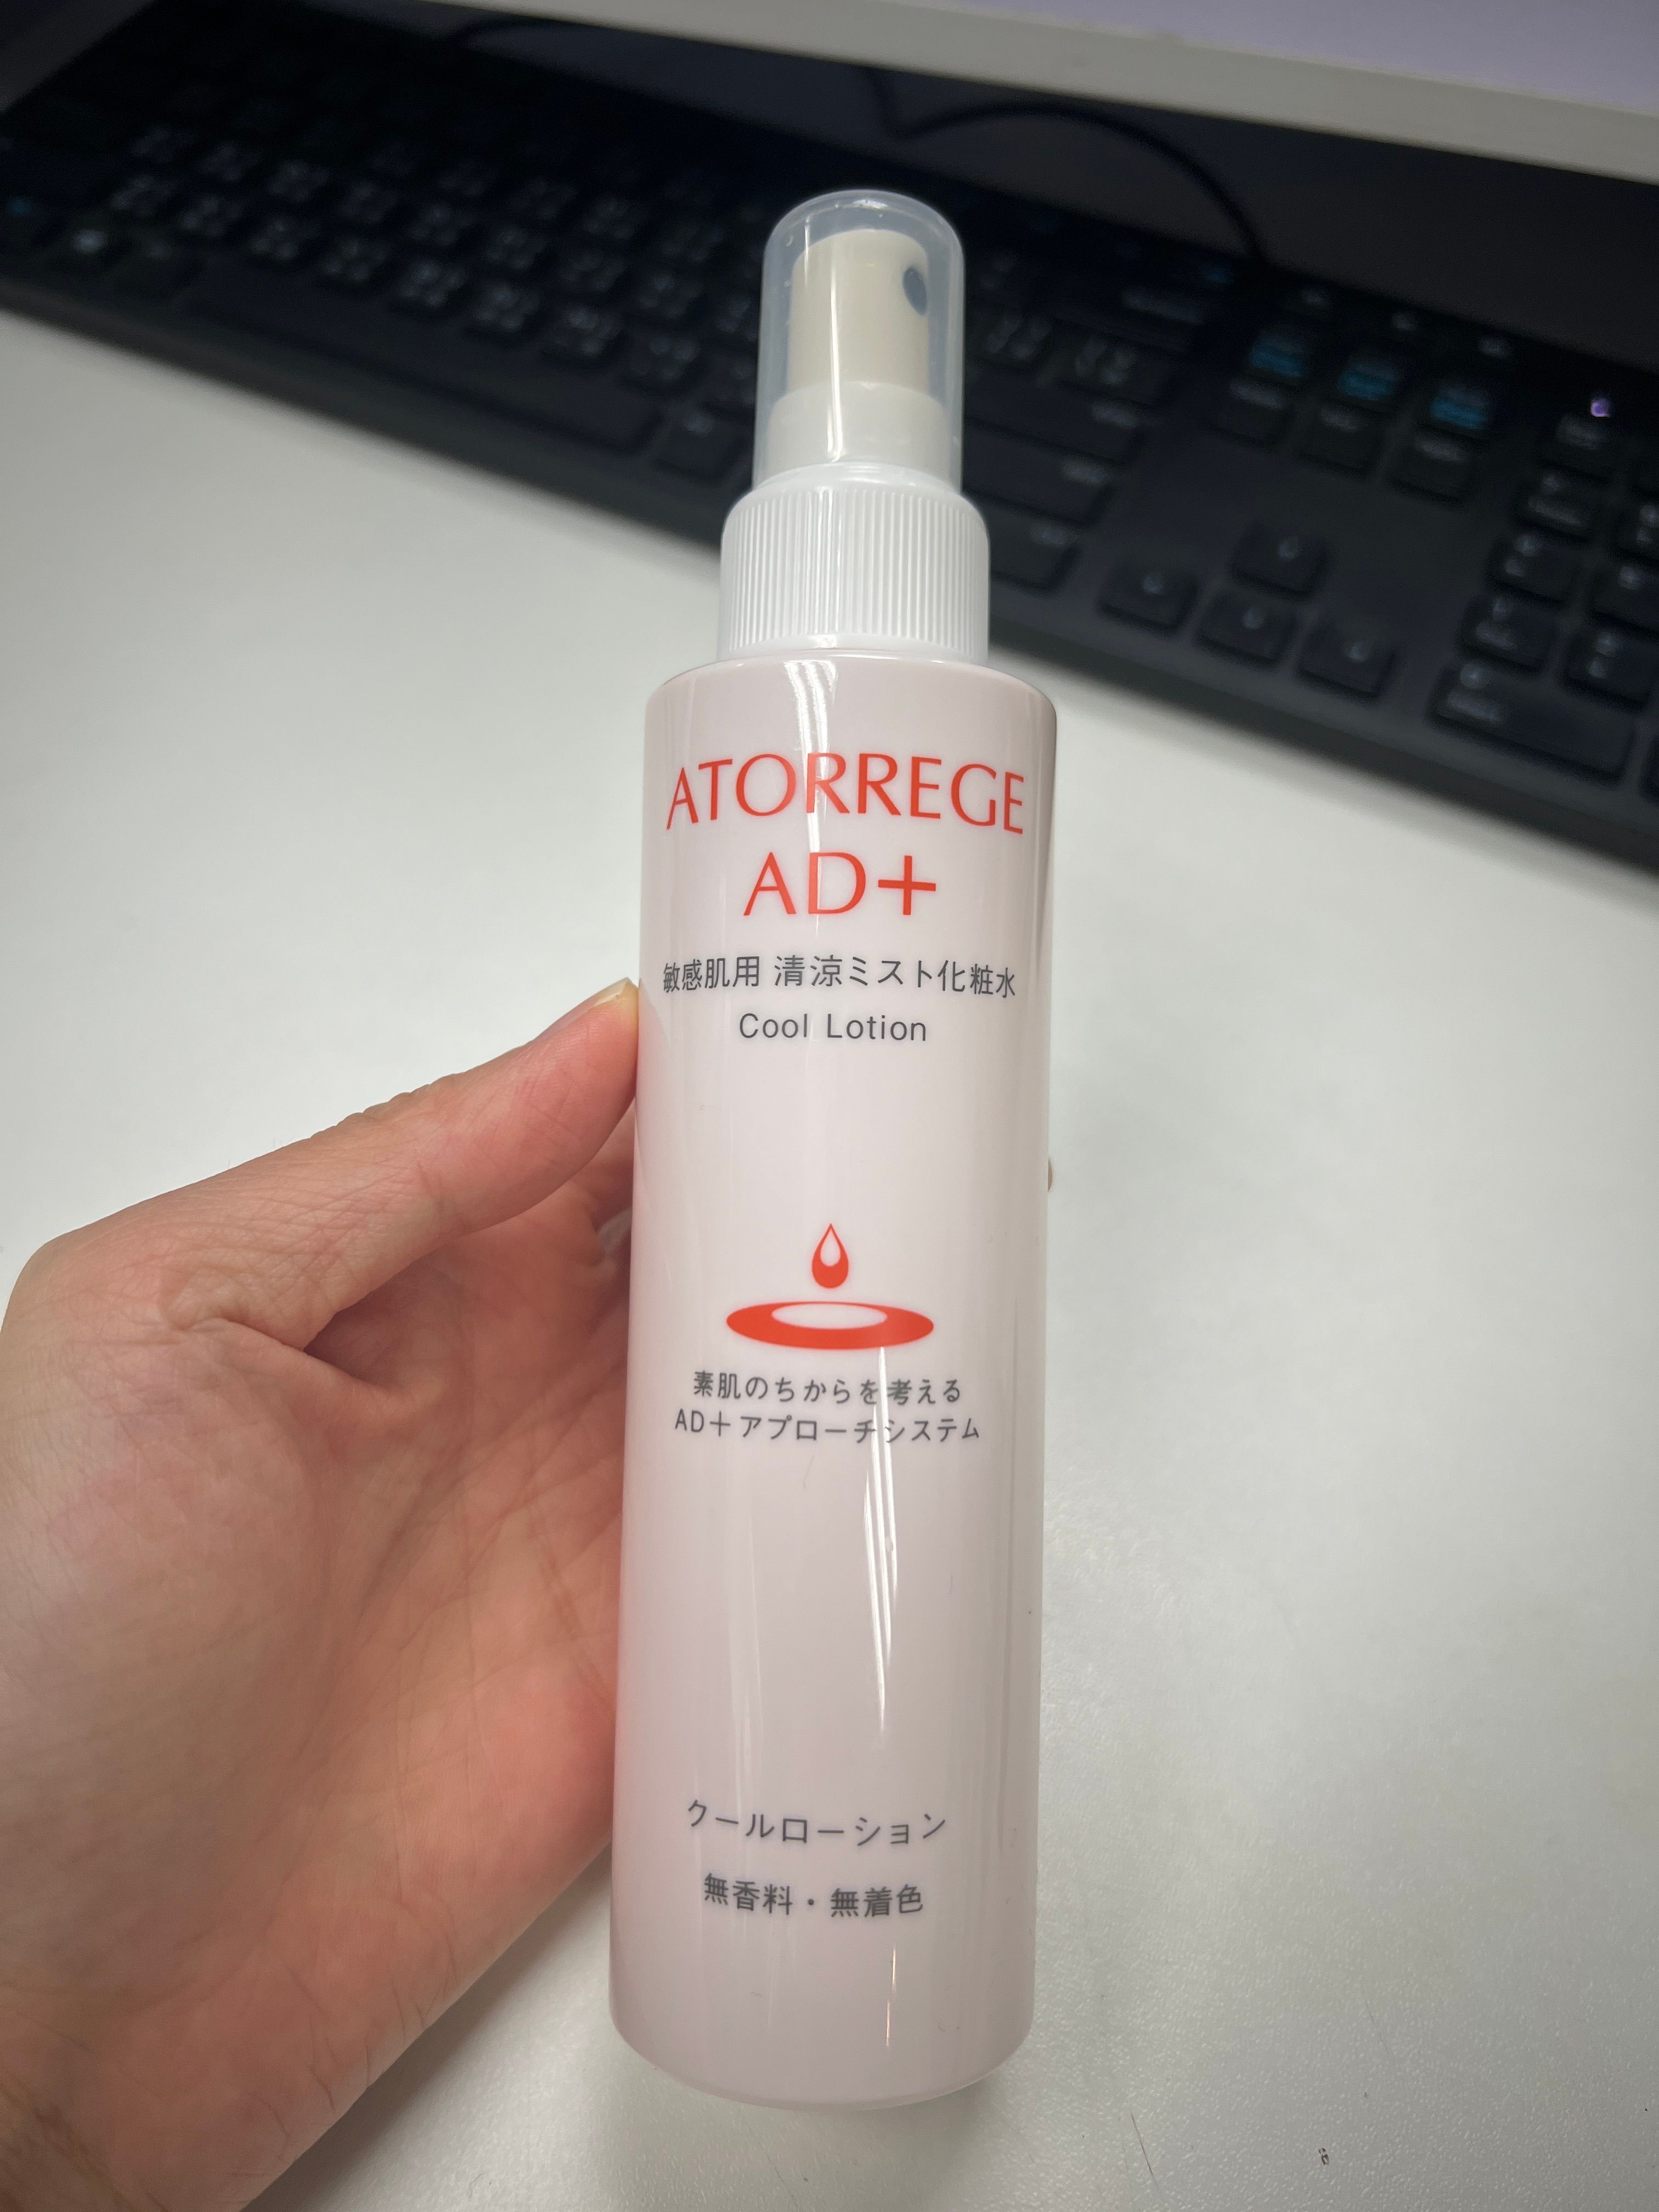 ATORREGE
AD+
敏感肌用 清涼ミスト化粧水
Cool Lotion
素肌のちからを考える
AD+アプローチシステム
クールローション
無香料・無着色